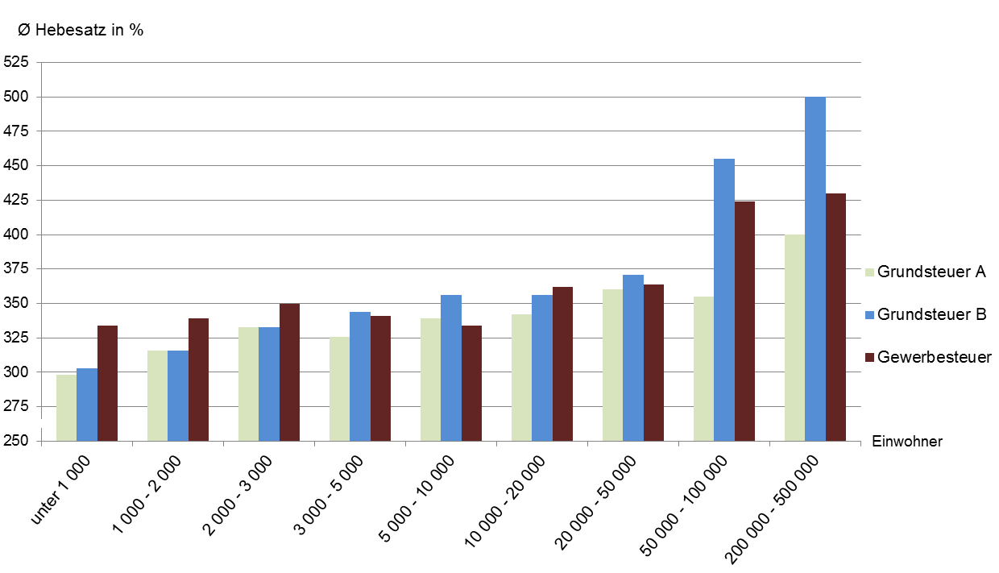 Ø Hebesatz in %
525
500
475
450
425
400
375
350
325
300
275
250
Grundsteuer A
Grundsteuer B
Gewerbesteuer
Einwohner
unter 1 000
1 000 - 2 000
2 000 - 3 000
3 000 - 5 000
5 000 - 10 000
10 000 - 20 000
20 000 - 50 000
50 000 - 100 000
200 000 - 500 000